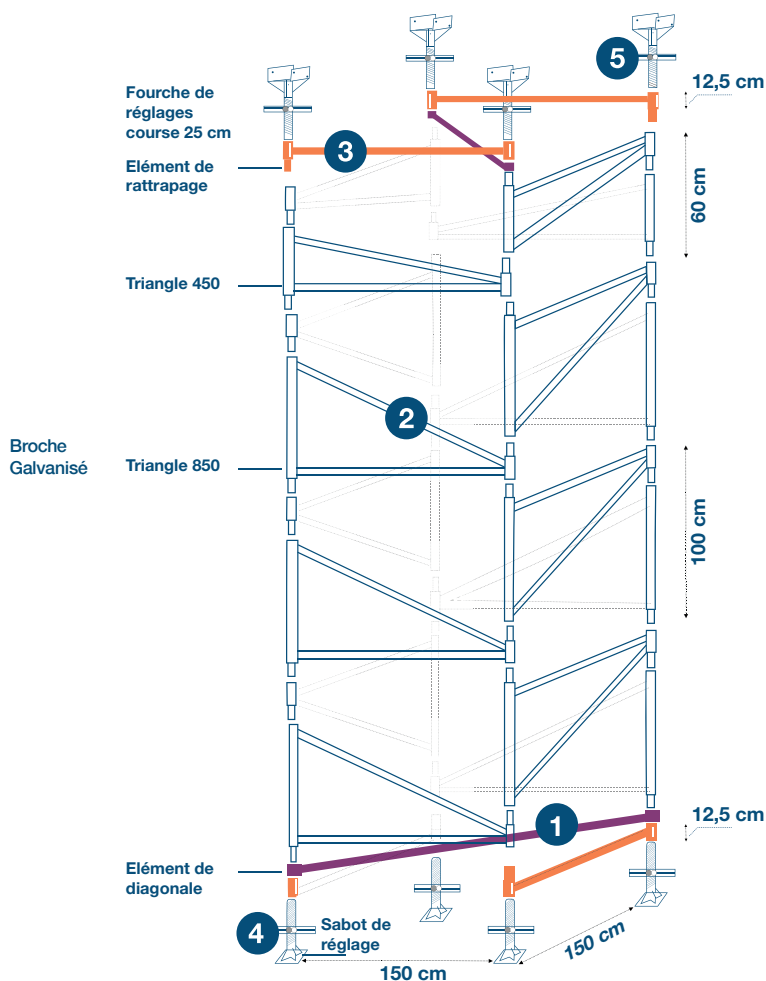 5
12,5 cm
Fourche de
réglages
course 25 cm
3
Elément de
rattrapage
60 cm
Triangle 450
2
Broche
Galvanisé
Triangle 850
100 cm
1
12,5 cm
Elément de
diagonale
4
Sabot de
réglage
150 cm
150 cm